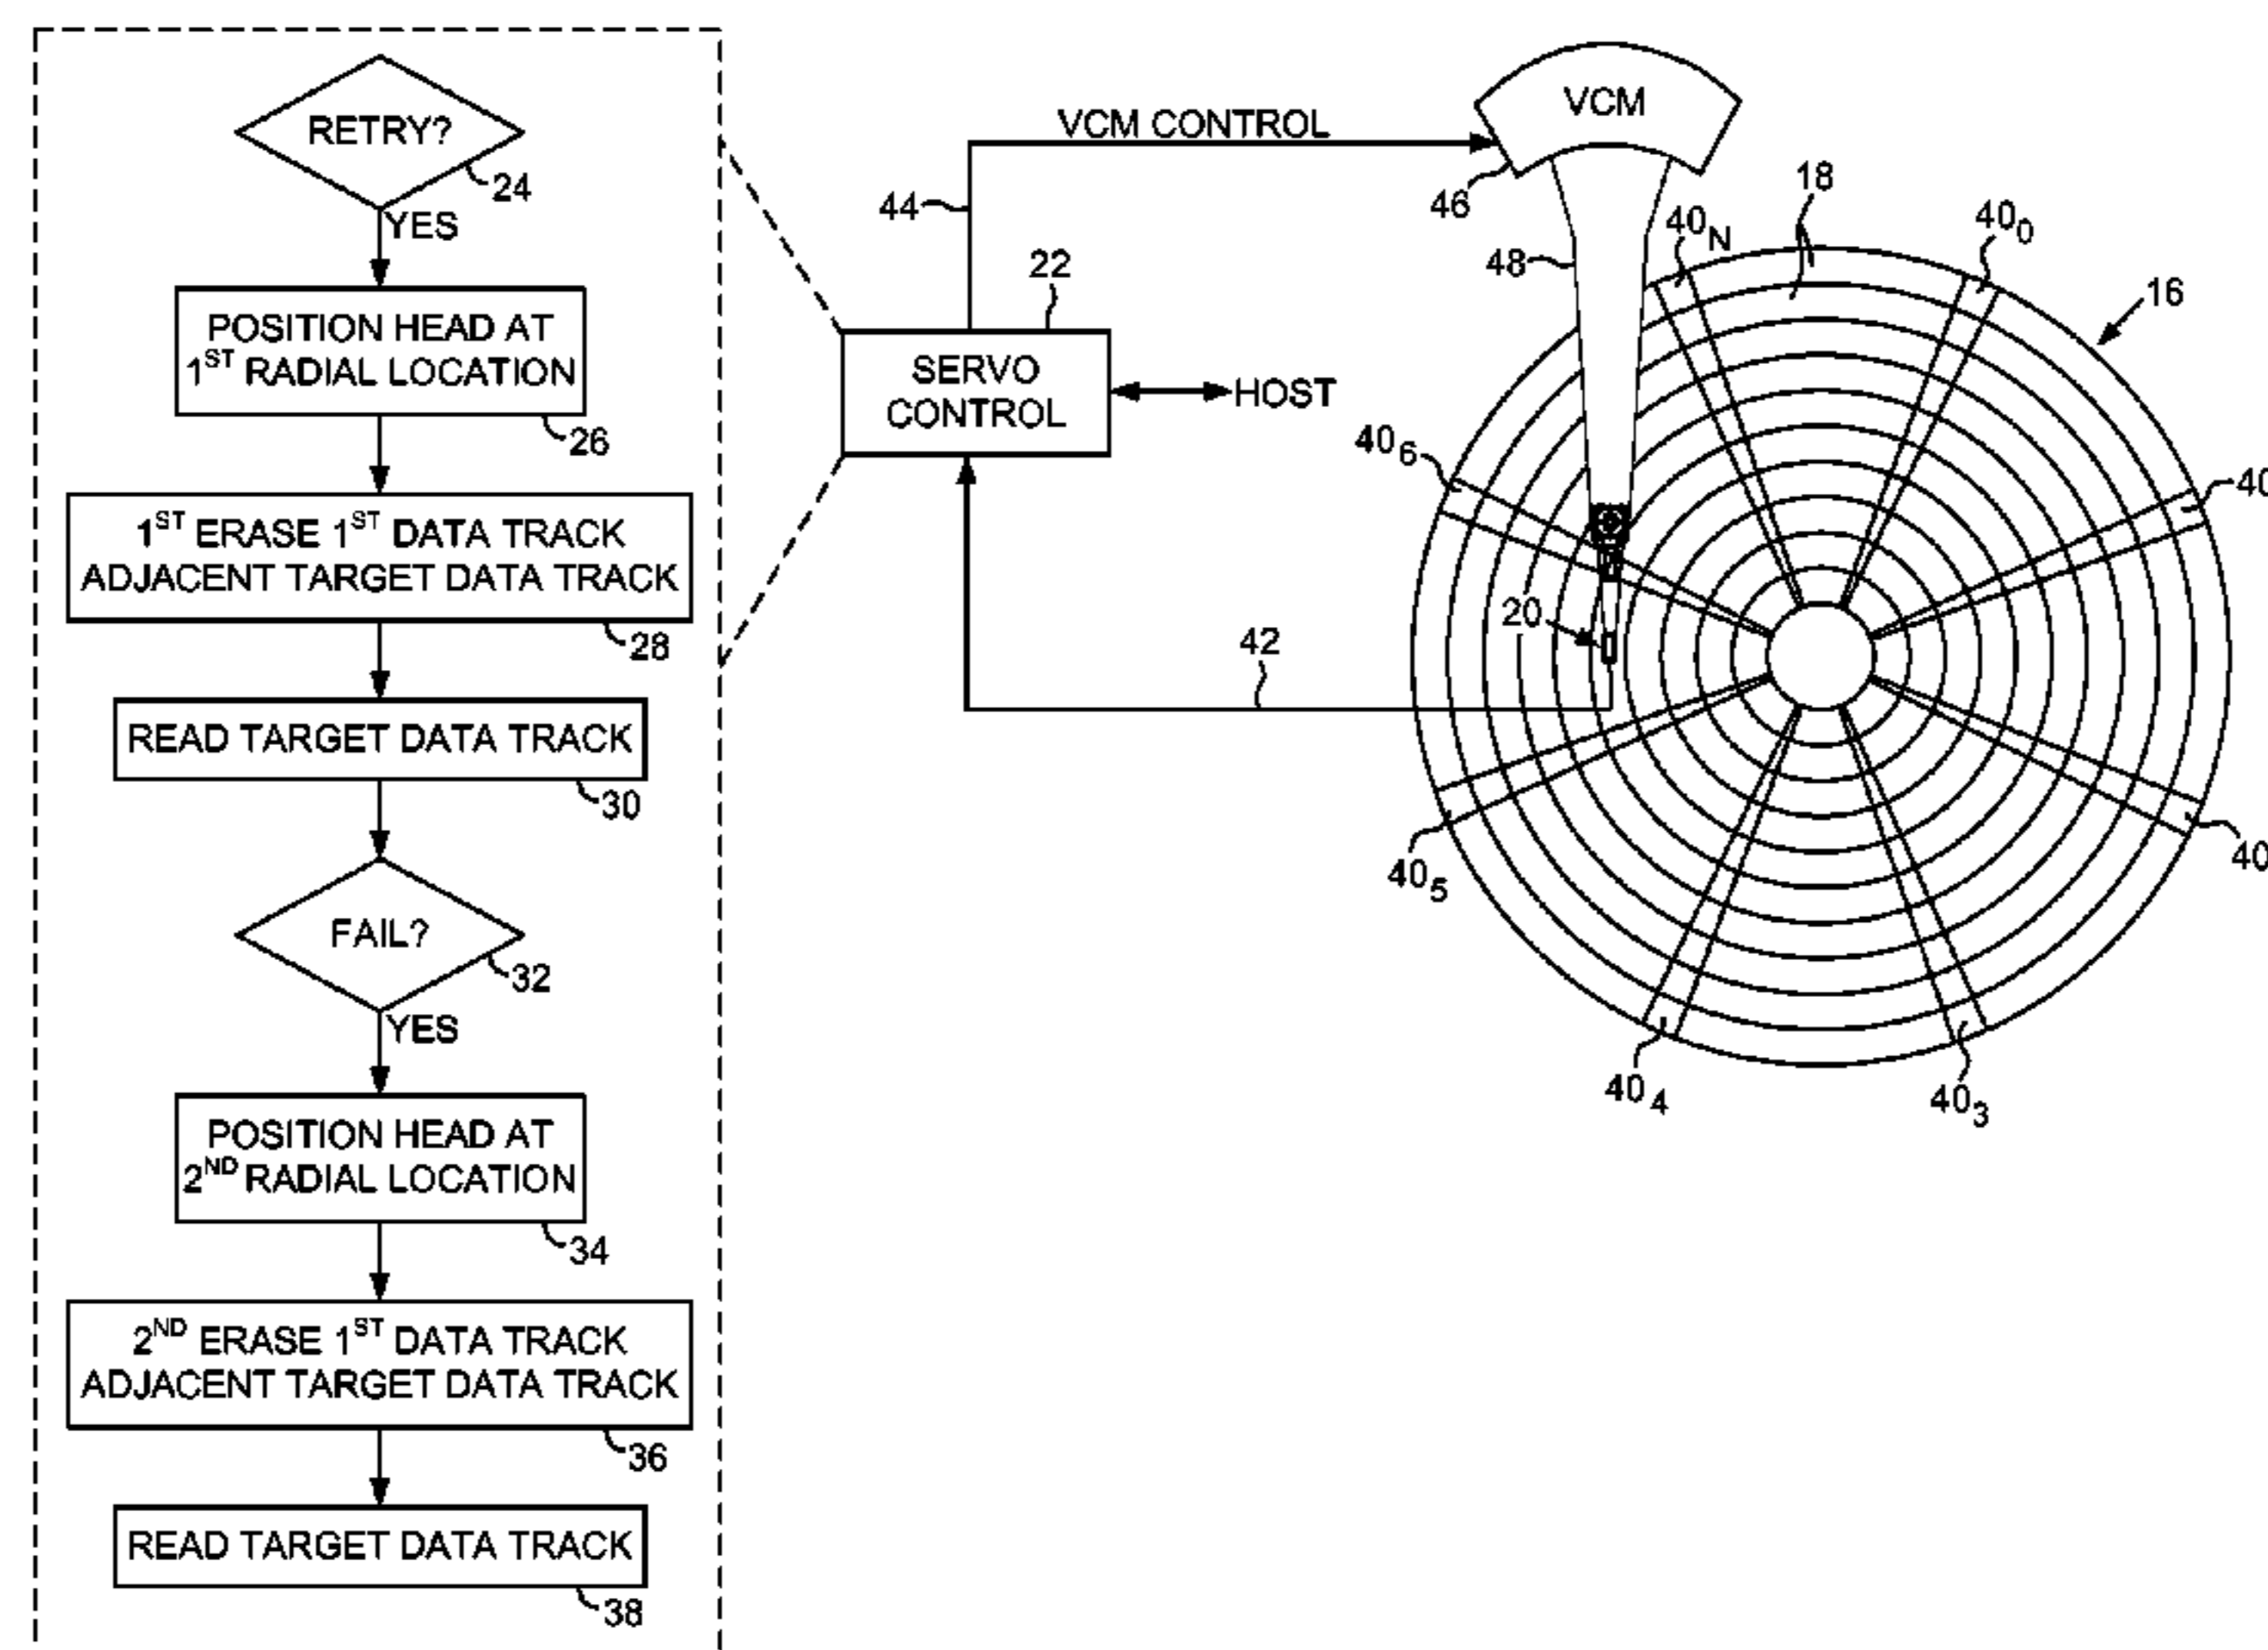 RETRY?
24
YES
POSITION HEAD AT
1ST RADIAL LOCATION
26
1ST ERASE 1ST DATA TRACK
ADJACENT TARGET DATA TRACK
28
READ TARGET DATA TRACK
30
FAIL?
32
YES
POSITION HEAD AT
2ND RADIAL LOCATION
34
2ND ERASE 1ST DATA TRACK
ADJACENT TARGET DATA TRACK
36
READ TARGET DATA TRACK
38
VCM CONTROL
44
22
SERVO
CONTROL
HOST
42
VCM
46
48
18
40N
400
16
406
40
20
40
405
404
403